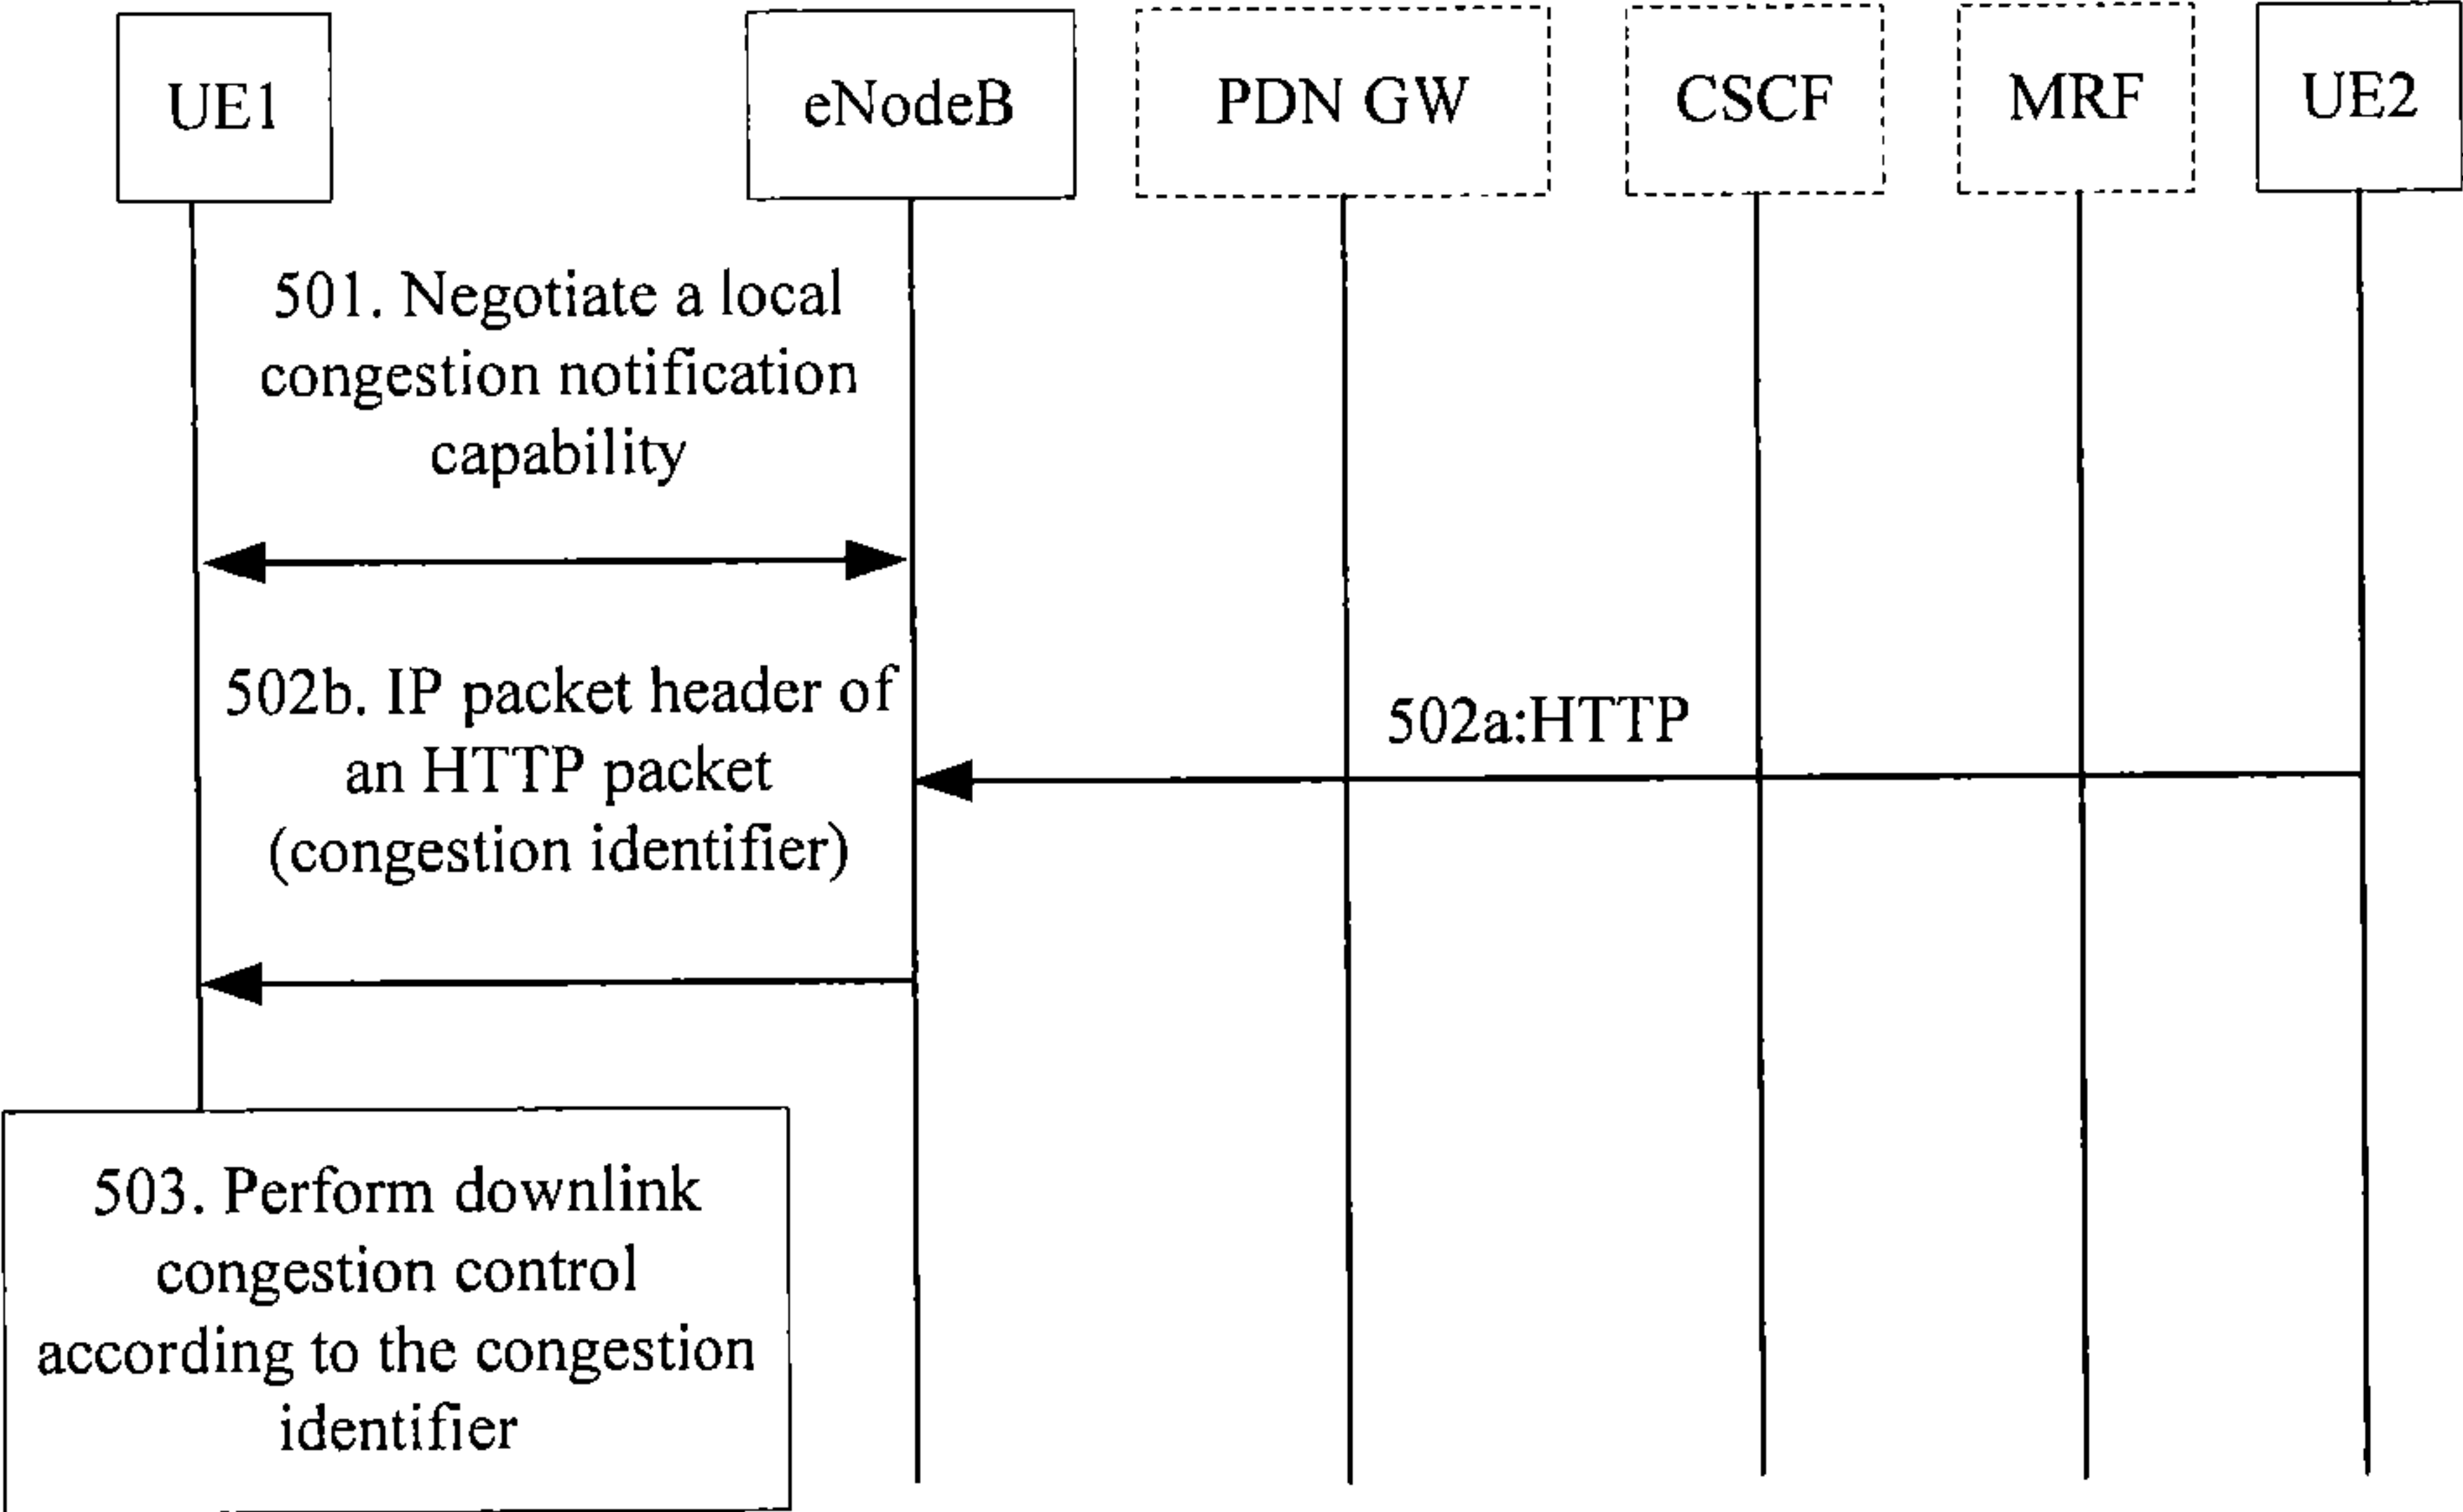 UE1
eNodeB
PDN GW
CSCF
MRF
UE2
501. Negotiate a local
congestion notification
capability
502b. IP packet header of
an HTTP packet
(congestion identifier)
502a:HTTP
503. Perform downlink
congestion control
according to the congestion
identifier